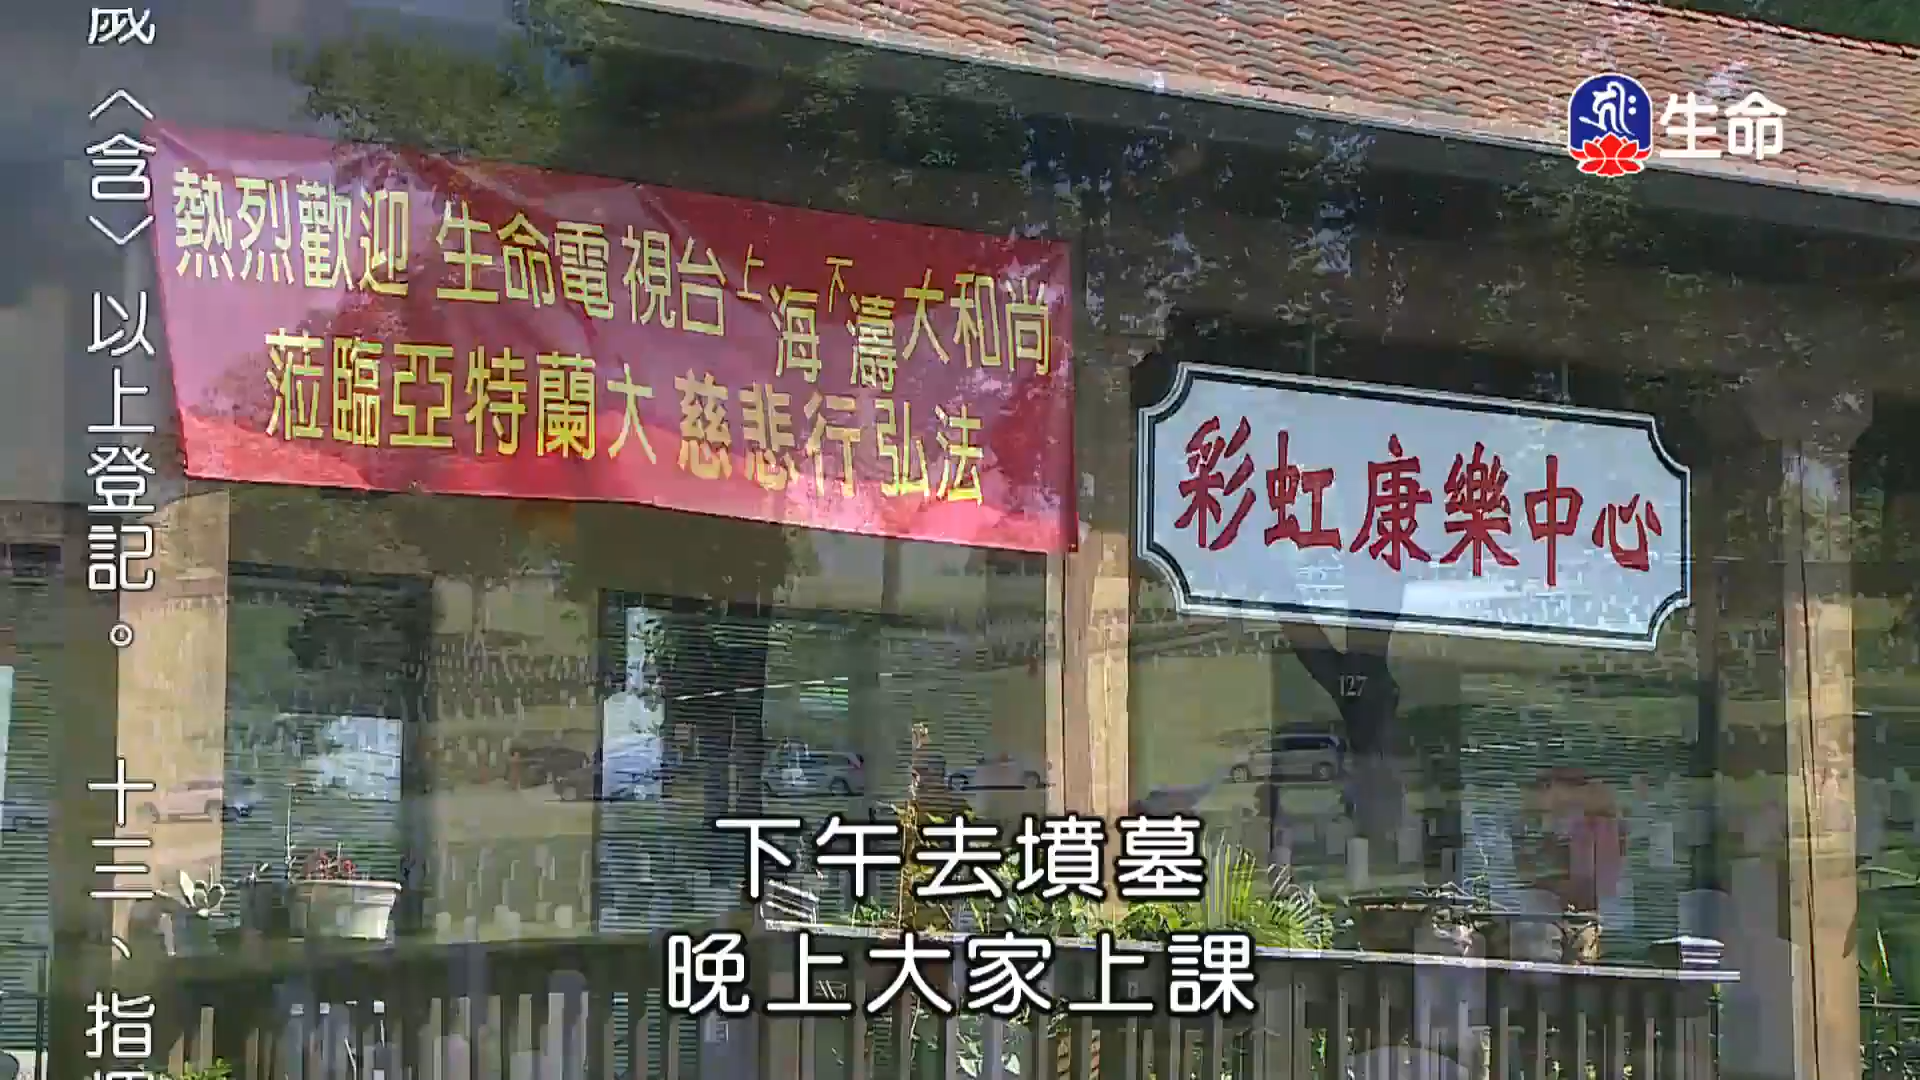 歲〈含〉以上登記。 十三、指
生命
熱烈歡迎 生命電視台上海下濤大和尚
蒞臨亞特蘭大慈悲行弘法
彩虹康樂中心
127
下午去墳墓
晚上大家上課